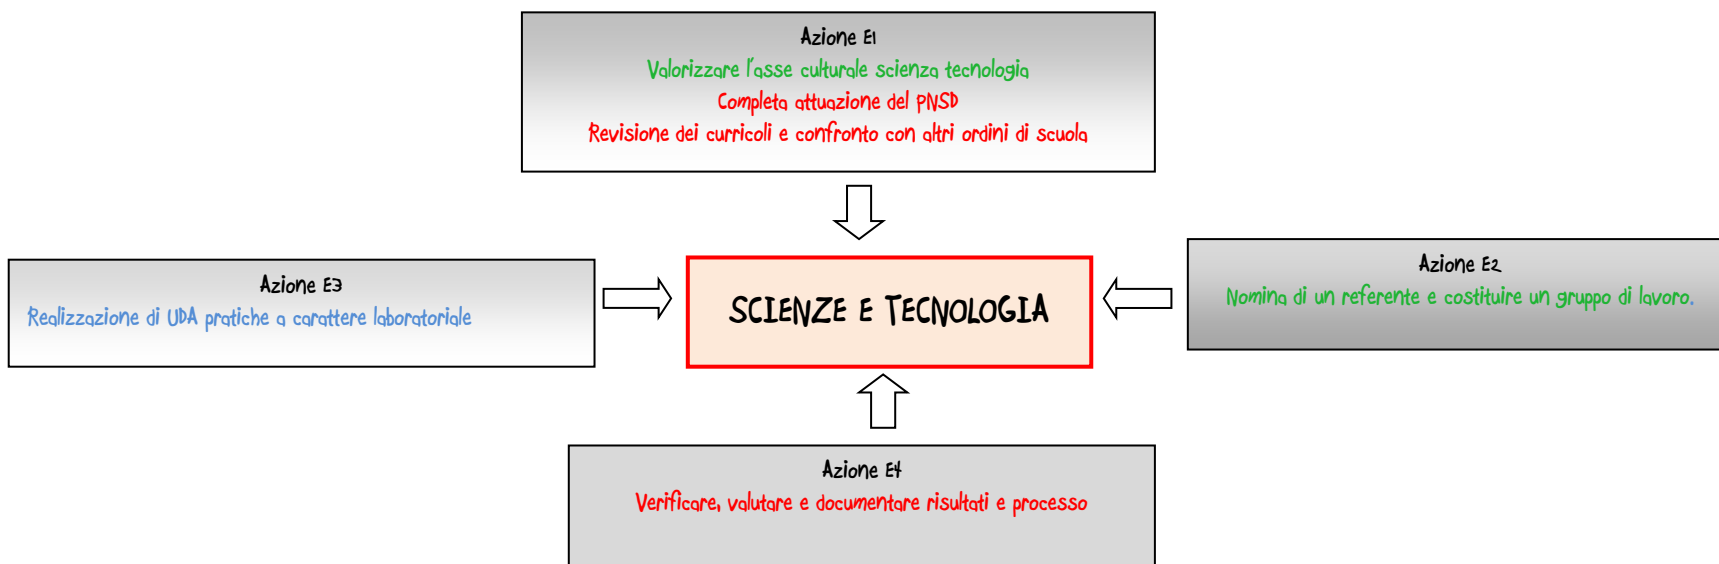 Azione E1
Valorizzare l'asse culturale scienza tecnologia
Completa attuazione del PNSD
Revisione dei curricoli e confronto con altri ordini di scuola
Azione E3
Realizzazione di UDA pratiche a carattere laboratoriale
SCIENZE E TECNOLOGIA
Azione E2
Nomina di un referente e costituire un gruppo di lavoro.
Azione E4
Verificare, valutare e documentare risultati e processo